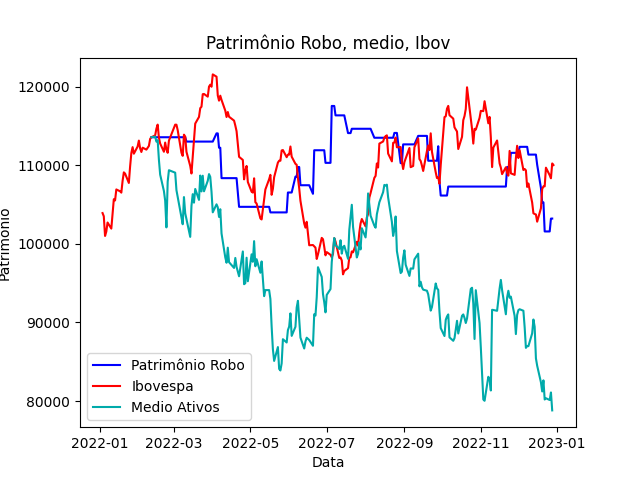 Patrimônio Robo, medio, Ibov
120000
110000
100000
90000
80000
Patrimonio
Patrimônio Robo
Ibovespa
Medio Ativos
2022-01 2022-03 2022-05 2022-07 2022-09 2022-11 2023-01
Data